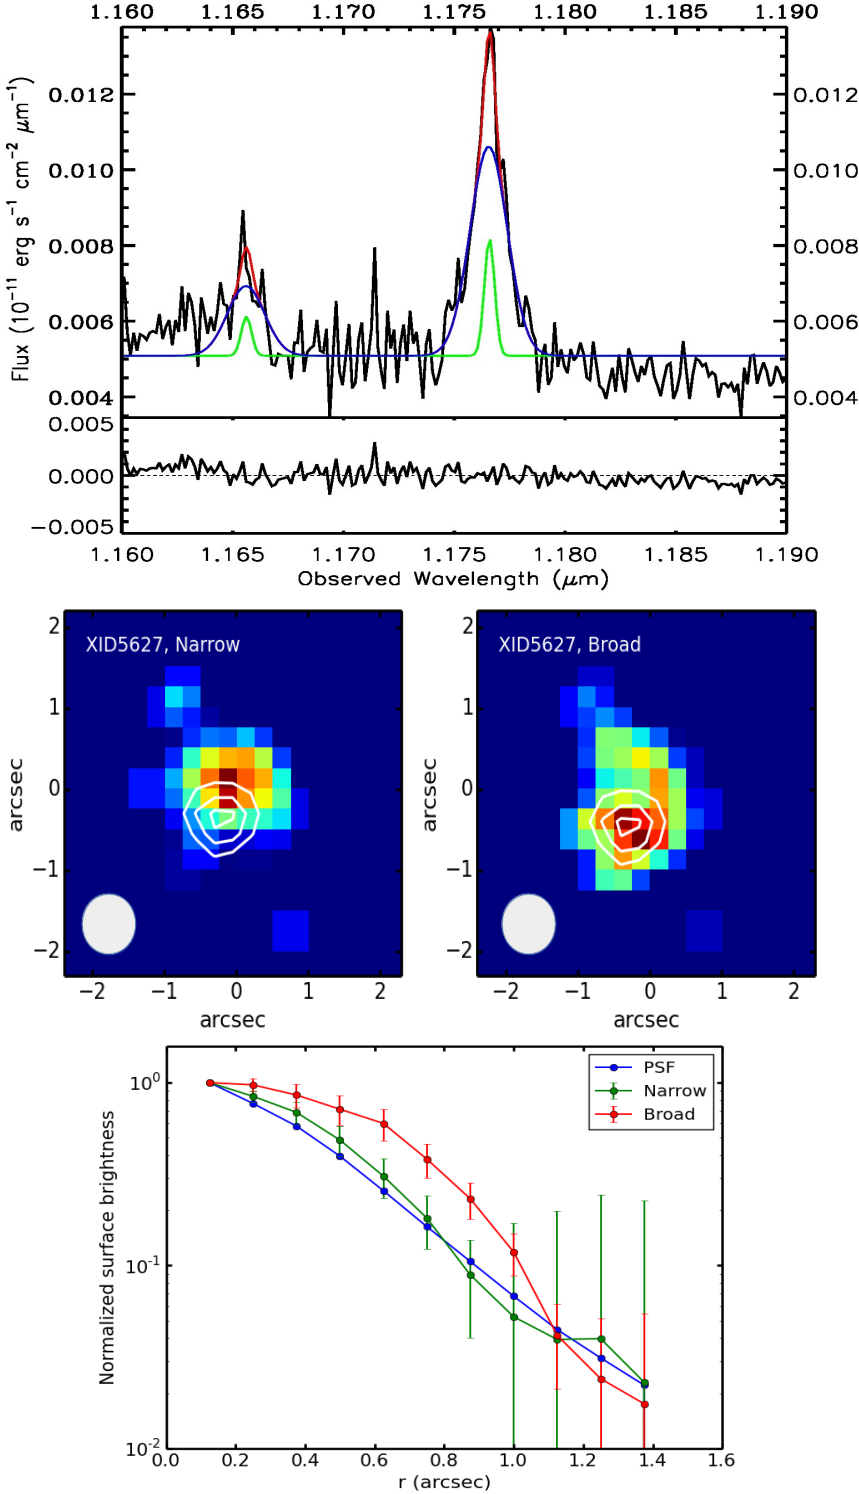 1.160 1.165 1.170 1.175 1.180 1.185 1.190
0.012 0.012
0.010 0.010
0.008 0.008
0.006 0.006
0.004 0.004
Flux (10⁻¹¹ erg s⁻¹ cm⁻² μm⁻¹)
0.005
0.000
−0.005
1.160 1.165 1.170 1.175 1.180 1.185 1.190
Observed Wavelength (μm)
XID5627, Narrow
2
1
0
−1
−2
arcsec
−2 −1 0 1 2
arcsec
XID5627, Broad
2
1
0
−1
−2
arcsec
−2 −1 0 1 2
arcsec
PSF
Narrow
Broad
10⁰
10⁻¹
10⁻²
Normalized surface brightness
0.0 0.2 0.4 0.6 0.8 1.0 1.2 1.4 1.6
r (arcsec)